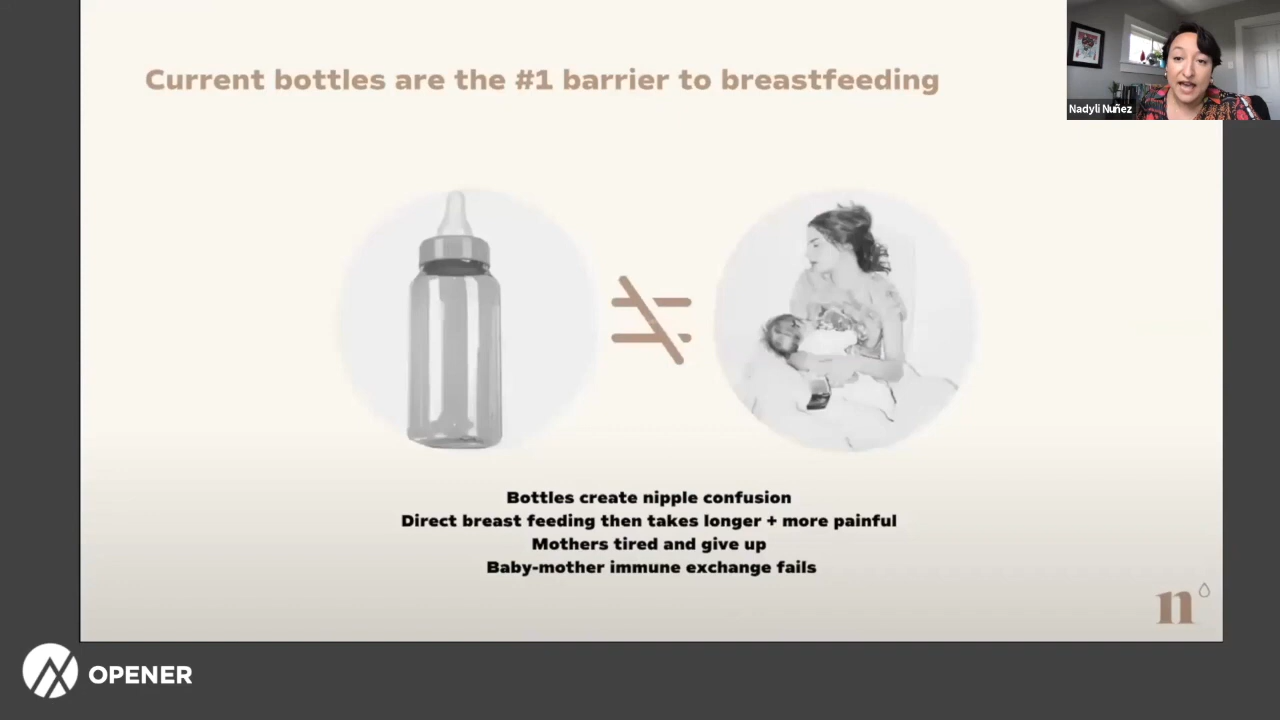 Current bottles are the #1 barrier to breastfeeding
Nadyli Nuñez
Bottles create nipple confusion
Direct breast feeding then takes longer + more painful
Mothers tired and give up
Baby-mother immune exchange fails
n
OPENER